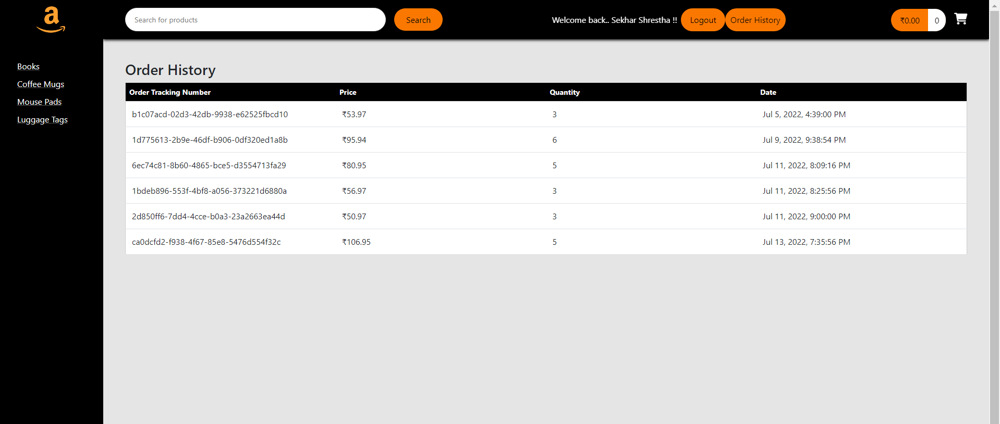 a
Search for products
Search
Welcome back.. Sekhar Shrestha !!
Logout
Order History
₹0.00
0
Books
Coffee Mugs
Mouse Pads
Luggage Tags
Order History
Order Tracking Number Price Quantity Date
b1c07acd-02d3-42db-9938-e62525fbcd10 ₹53.97 3 Jul 5, 2022, 4:39:00 PM
1d775613-2b9e-46df-b906-0df320ed1a8b ₹95.94 6 Jul 9, 2022, 9:38:54 PM
6ec74c81-8b60-4865-bce5-d3554713fa29 ₹80.95 5 Jul 11, 2022, 8:09:16 PM
1bdeb896-553f-4bf8-a056-373221d6880a ₹56.97 3 Jul 11, 2022, 8:25:56 PM
2d850ff6-7dd4-4cce-b0a3-23a2663ea44d ₹50.97 3 Jul 11, 2022, 9:00:00 PM
ca0dcfd2-f938-4f67-85e8-5476d554f32c ₹106.95 5 Jul 13, 2022, 7:35:56 PM